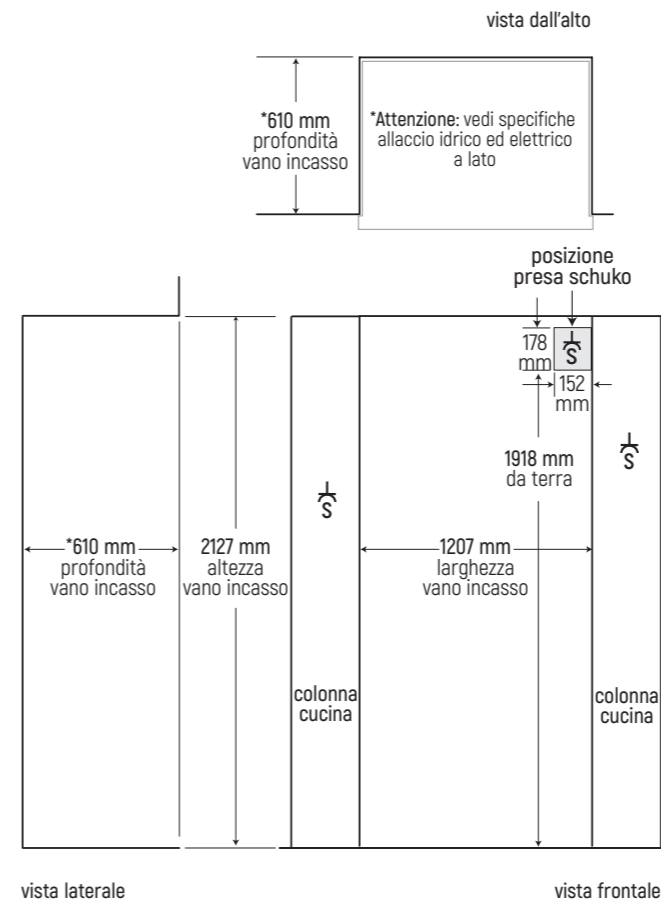 vista dall'alto
*610 mm
profondità
vano incasso
*Attenzione: vedi specifiche
allaccio idrico ed elettrico
a lato
posizione
presa schuko
178
mm
S
152
mm
1918 mm
da terra
S
S
*610 mm
profondità
vano incasso
2127 mm
altezza
vano incasso
1207 mm
larghezza
vano incasso
colonna
cucina
colonna
cucina
vista laterale
vista frontale